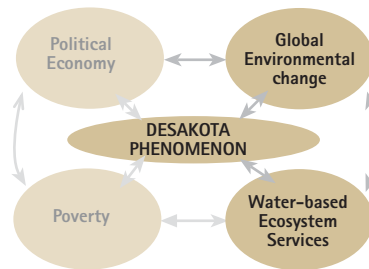 Political
Economy
Global
Environmental
change
DESAKOTA
PHENOMENON
Poverty
Water-based
Ecosystem
Services